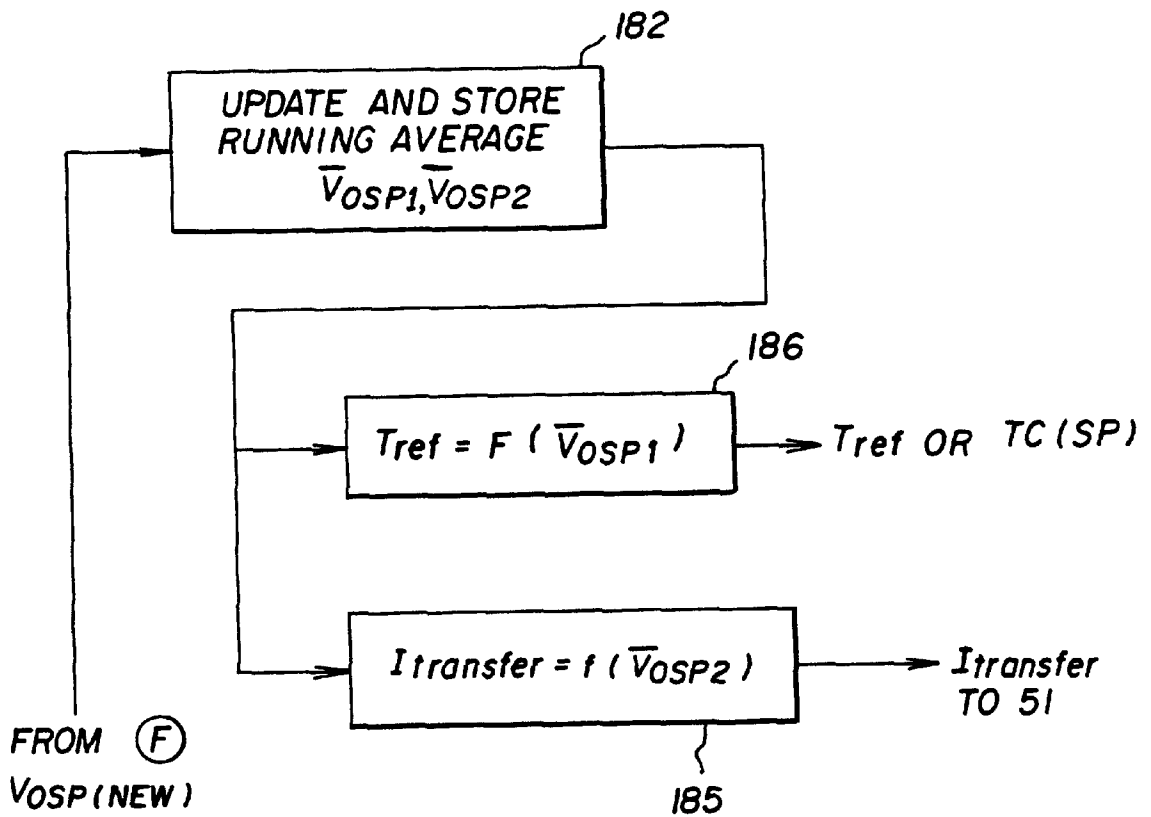 182
UPDATE AND STORE
RUNNING AVERAGE
V̅OSP1, V̅OSP2
186
Tref = F ( V̅OSP1 )
Tref OR TC (SP)
Itransfer = f ( V̅OSP2 )
Itransfer
TO 51
185
FROM F
VOSP (NEW)